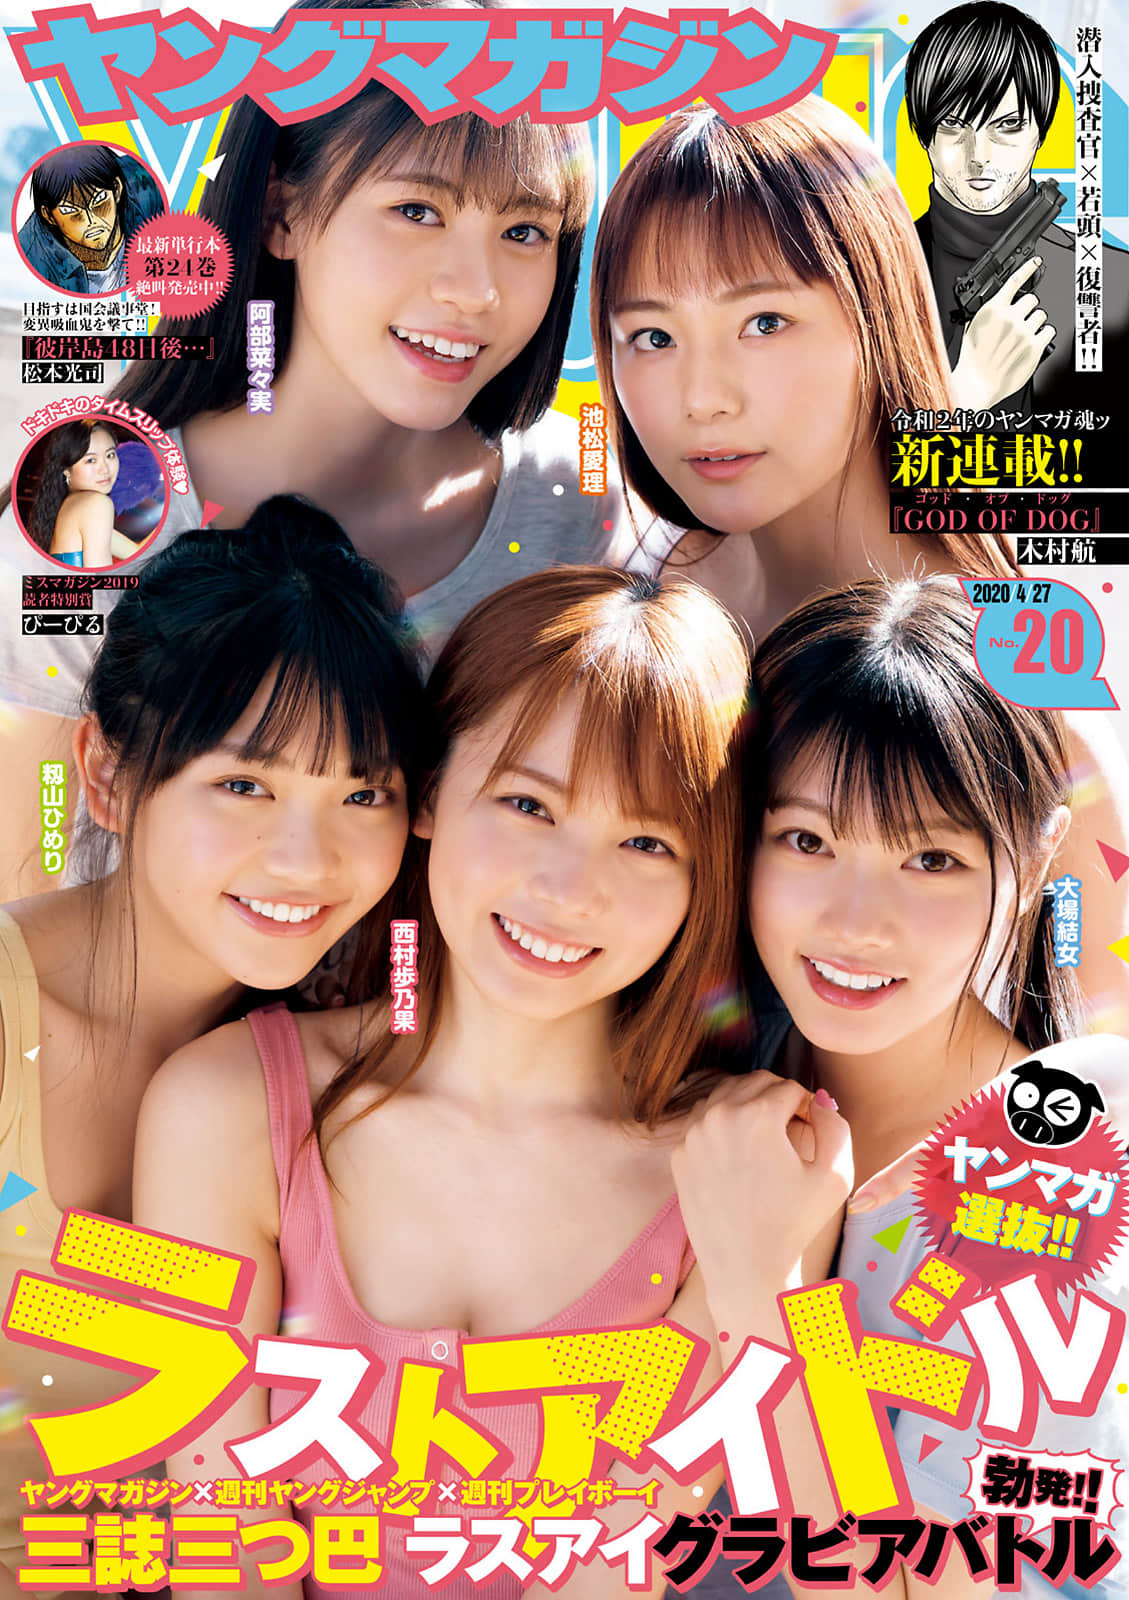 ヤングマガジン
潜入捜査官×若頭×復讐者!!
最新単行本
第24巻
絶叫発売中!!
目指すは国会議事堂!
変異吸血鬼を撃て!!
『彼岸島48日後…』
松本光司
阿部菜々実
池松愛理
令和2年のヤンマガ魂ッ
新連載!!
ゴッド・オブ・ドッグ
『GOD OF DOG』
木村航
ドキドキのタイムスリップ体験♥
ミスマガジン2019
読者特別賞
ぴーぴる
2020/4/27
No.20
籾山ひめり
西村歩乃果
大場結女
ヤンマガ
選抜!!
ラストアイドル
ヤングマガジン×週刊ヤングジャンプ×週刊プレイボーイ
勃発!!
三誌三つ巴 ラスアイグラビアバトル